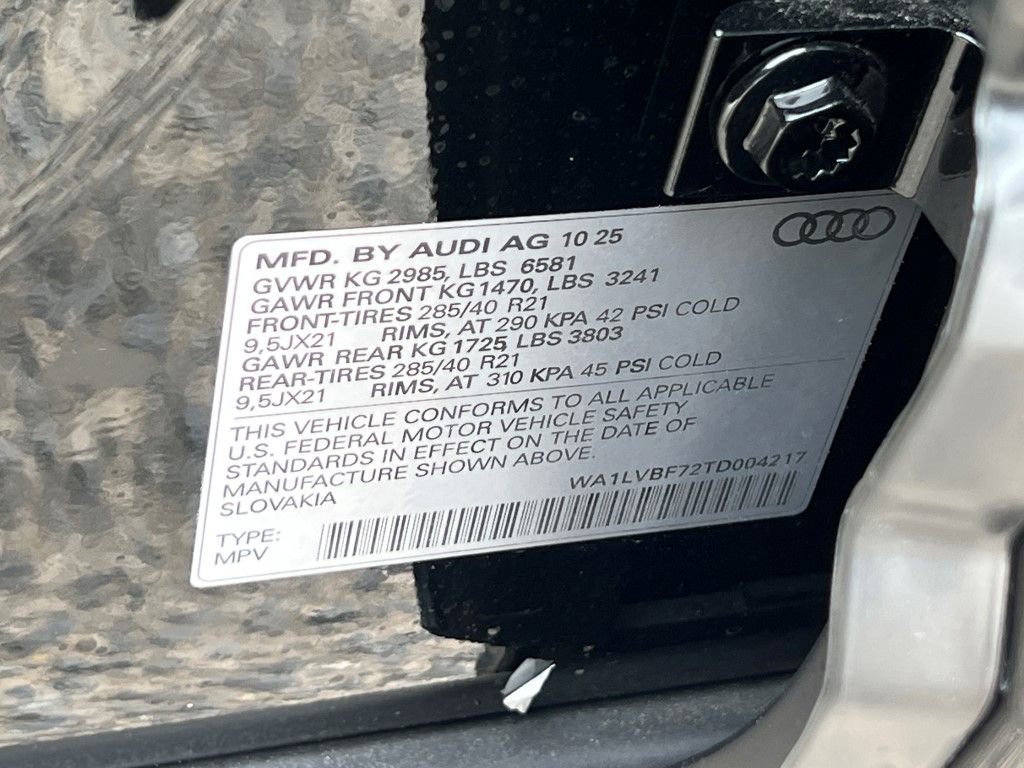 MFD. BY AUDI AG 10 25
GVWR KG 2985, LBS 6581
GAWR FRONT KG1470, LBS 3241
FRONT-TIRES 285/40 R21
9,5JX21 RIMS, AT 290 KPA 42 PSI COLD
GAWR REAR KG 1725 LBS 3803
REAR-TIRES 285/40 R21
9,5JX21 RIMS, AT 310 KPA 45 PSI COLD
THIS VEHICLE CONFORMS TO ALL APPLICABLE
U.S. FEDERAL MOTOR VEHICLE SAFETY
STANDARDS IN EFFECT ON THE DATE OF
MANUFACTURE SHOWN ABOVE.
SLOVAKIA WA1LVBF72TD004217
TYPE:
MPV